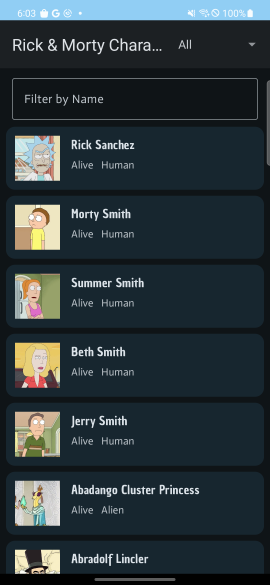 6:03 G 100%
Rick & Morty Chara... All
Filter by Name
Rick Sanchez
Alive Human
Morty Smith
Alive Human
Summer Smith
Alive Human
Beth Smith
Alive Human
Jerry Smith
Alive Human
Abadango Cluster Princess
Alive Alien
Abradolf Lincler